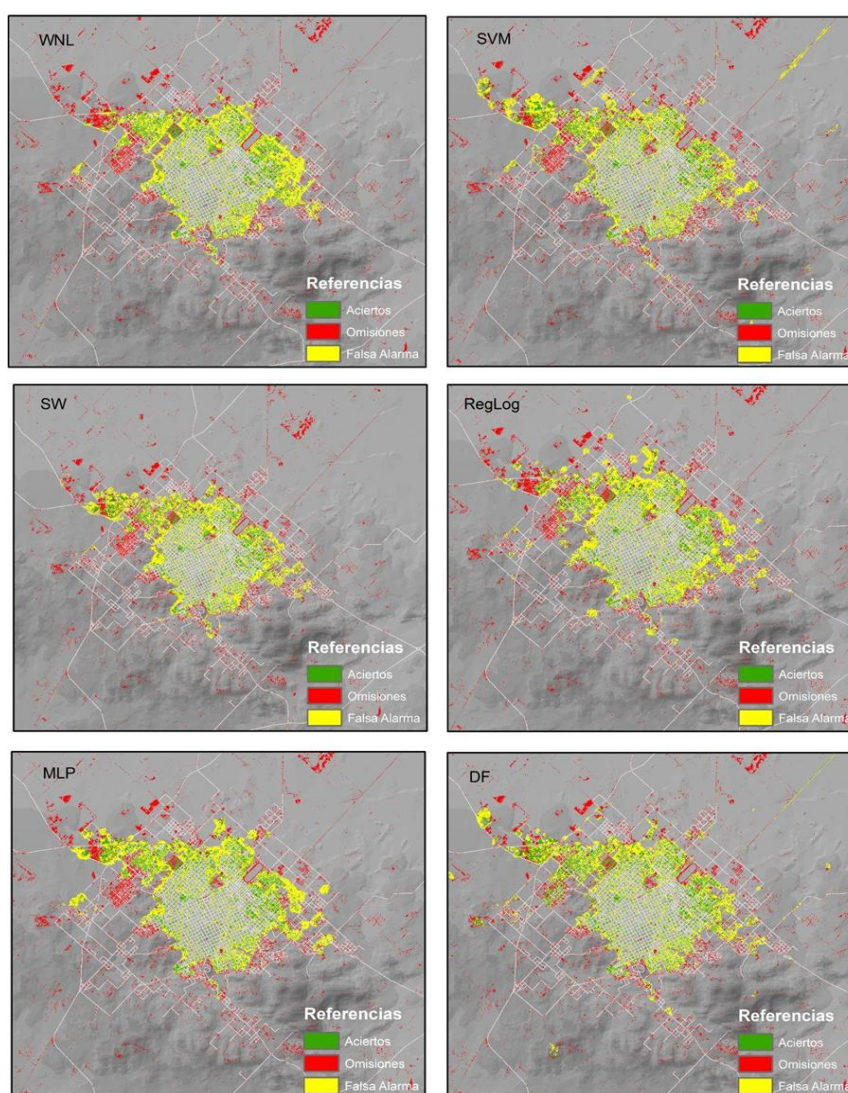 WNL
Referencias
Aciertos
Omisiones
Falsa Alarma
SVM
Referencias
Aciertos
Omisiones
Falsa Alarma
SW
Referencias
Aciertos
Omisiones
Falsa Alarma
RegLog
Referencias
Aciertos
Omisiones
Falsa Alarma
MLP
Referencias
Aciertos
Omisiones
Falsa Alarma
DF
Referencias
Aciertos
Omisiones
Falsa Alarma